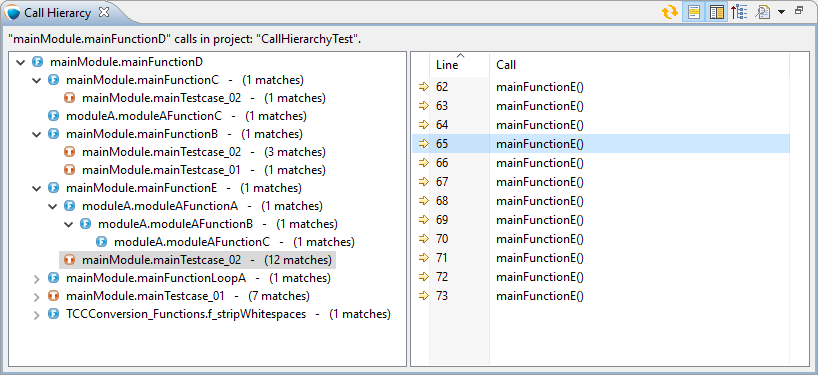 Call Hierarcy
"mainModule.mainFunctionD" calls in project: "CallHierarchyTest".
mainModule.mainFunctionD
mainModule.mainFunctionC - (1 matches)
mainModule.mainTestcase_02 - (1 matches)
moduleA.moduleAFunctionC - (1 matches)
mainModule.mainFunctionB - (1 matches)
mainModule.mainTestcase_02 - (3 matches)
mainModule.mainTestcase_01 - (1 matches)
mainModule.mainFunctionE - (1 matches)
moduleA.moduleAFunctionA - (1 matches)
moduleA.moduleAFunctionB - (1 matches)
moduleA.moduleAFunctionC - (1 matches)
mainModule.mainTestcase_02 - (12 matches)
mainModule.mainFunctionLoopA - (1 matches)
mainModule.mainTestcase_01 - (7 matches)
TCCConversion_Functions.f_stripWhitespaces - (1 matches)
Line Call
62 mainFunctionE()
63 mainFunctionE()
64 mainFunctionE()
65 mainFunctionE()
66 mainFunctionE()
67 mainFunctionE()
68 mainFunctionE()
69 mainFunctionE()
70 mainFunctionE()
71 mainFunctionE()
72 mainFunctionE()
73 mainFunctionE()